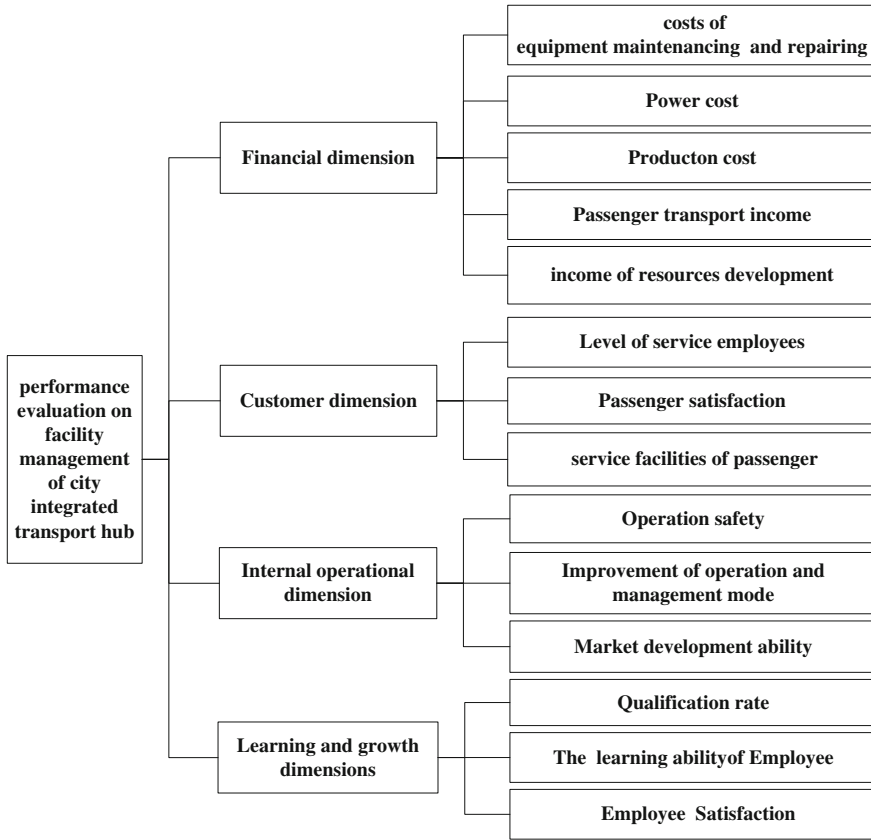 performance
evaluation on
facility
management
of city
integrated
transport hub
Financial dimension
costs of
equipment maintenancing and repairing
Power cost
Producton cost
Passenger transport income
income of resources development
Customer dimension
Level of service employees
Passenger satisfaction
service facilities of passenger
Internal operational
dimension
Operation safety
Improvement of operation and
management mode
Market development ability
Learning and growth
dimensions
Qualification rate
The learning abilityof Employee
Employee Satisfaction